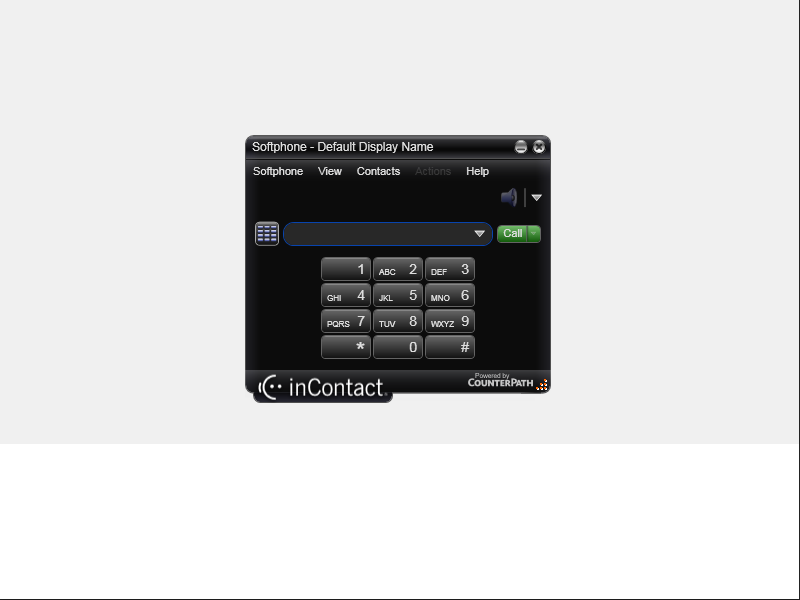 Softphone - Default Display Name
Softphone View Contacts Actions Help
Call
1 ABC 2 DEF 3
GHI 4 JKL 5 MNO 6
PQRS 7 TUV 8 WXYZ 9
* 0 #
inContact
Powered by
COUNTERPATH